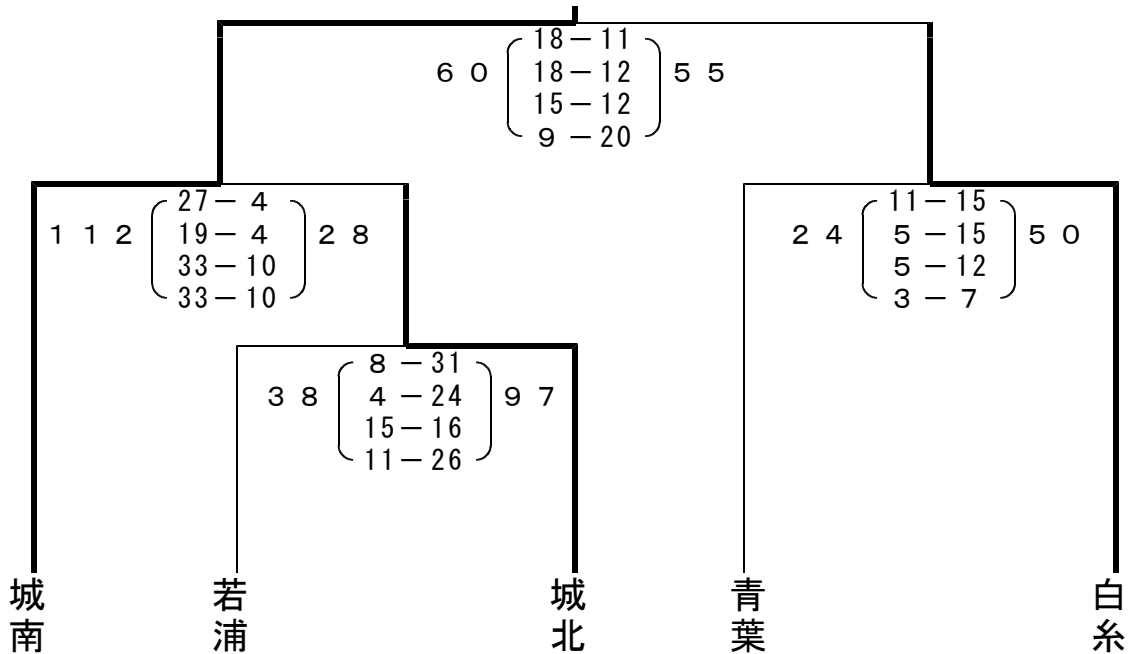 18－11
６０ 18－12 ５５
15－12
９－20
27－４
１１２ 19－４ ２８
33－10
33－10
11－15
２４ ５－15 ５０
５－12
３－７
８－31
３８ ４－24 ９７
15－16
11－26
城南
若浦
城北
青葉
白糸